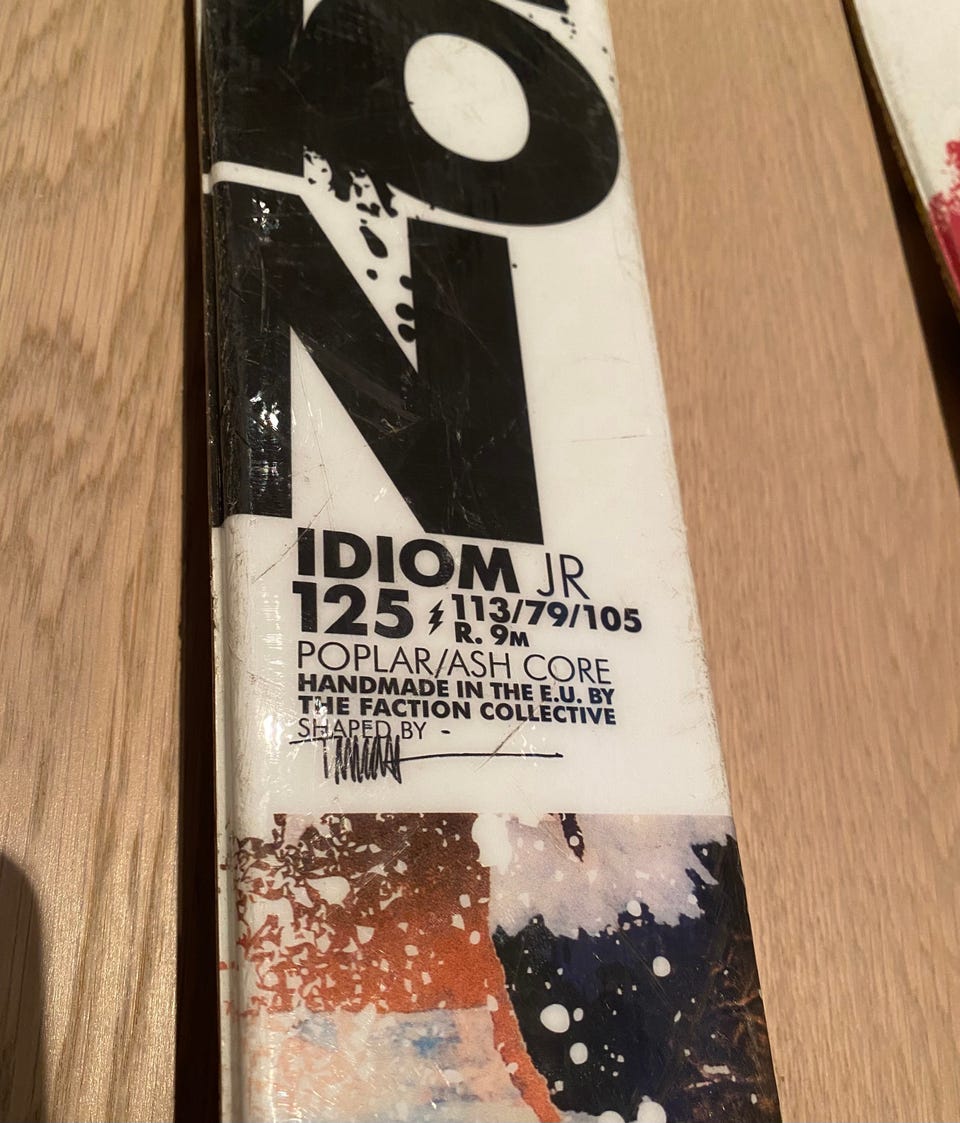 ON
IDIOM JR
125 113/79/105
R. 9M
POPLAR/ASH CORE
HANDMADE IN THE E.U. BY
THE FACTION COLLECTIVE
SHAPED BY -